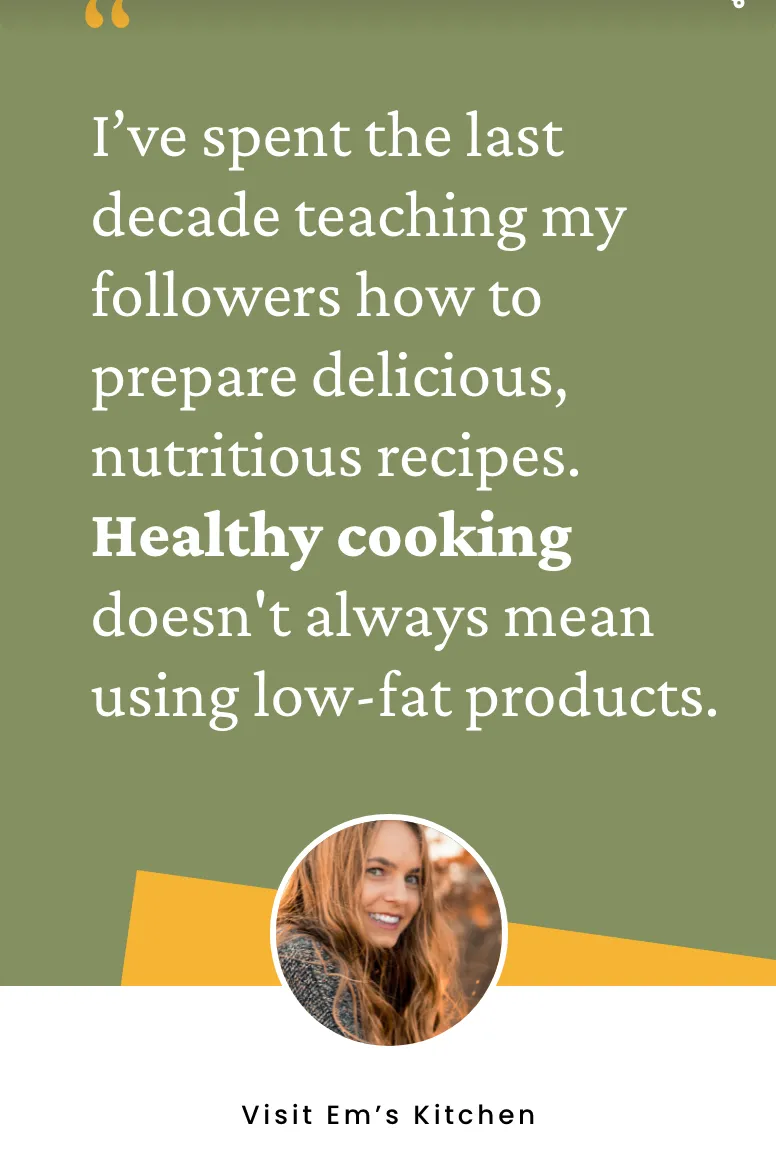 “
I’ve spent the last
decade teaching my
followers how to
prepare delicious,
nutritious recipes.
Healthy cooking
doesn't always mean
using low-fat products.
Visit Em’s Kitchen